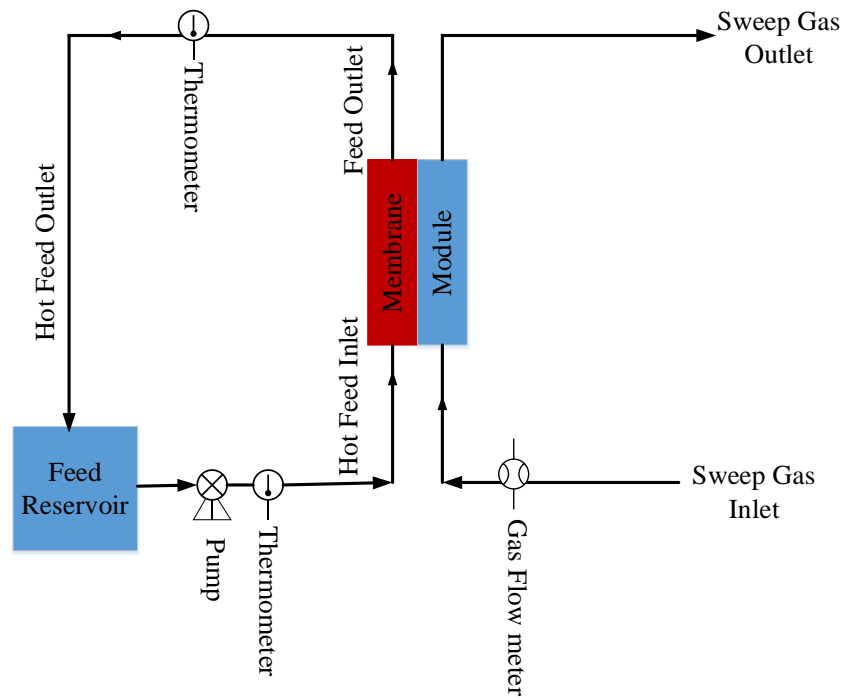 Sweep Gas
Outlet
Thermometer
Feed Outlet
Hot Feed Outlet
Membrane
Module
Hot Feed Inlet
Feed
Reservoir
Pump
Thermometer
Gas Flow meter
Sweep Gas
Inlet